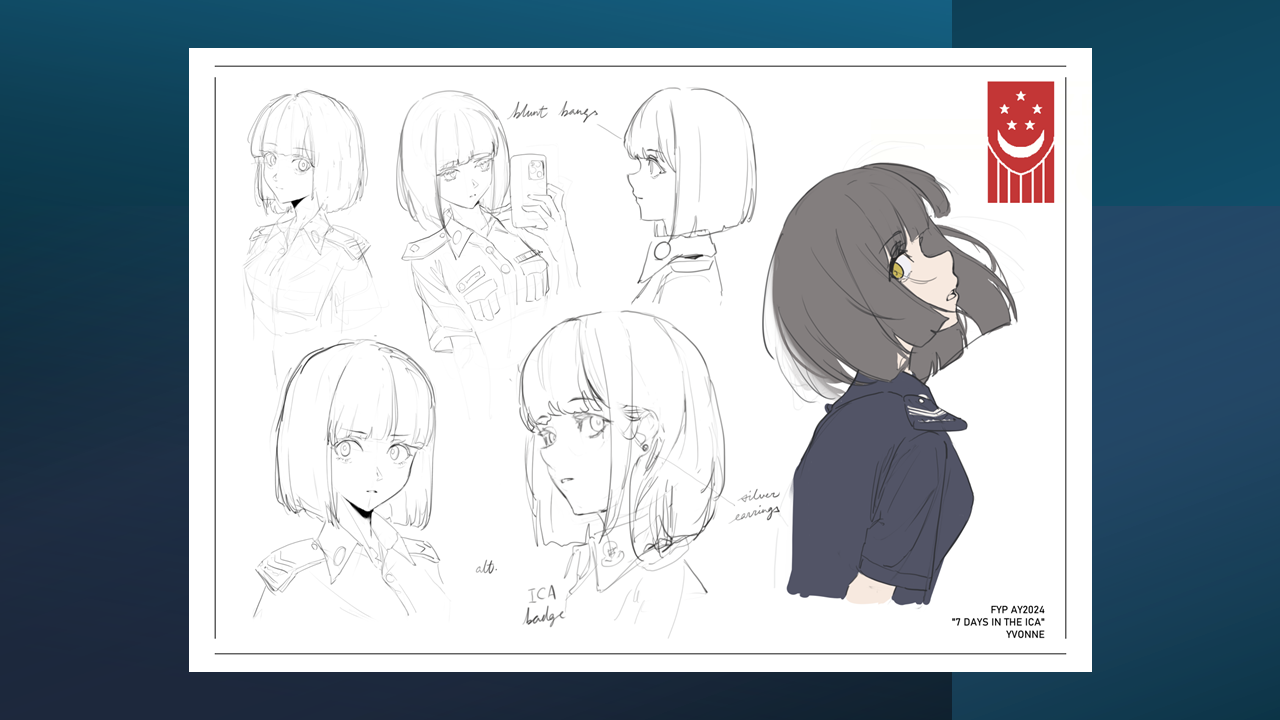 blunt bangs
silver
earrings
alt.
ICA
badge
FYP AY2024
"7 DAYS IN THE ICA"
YVONNE